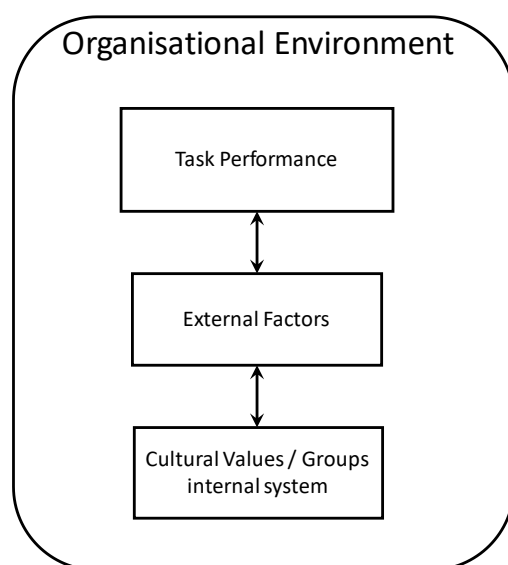 Organisational Environment
Task Performance
External Factors
Cultural Values / Groups
internal system